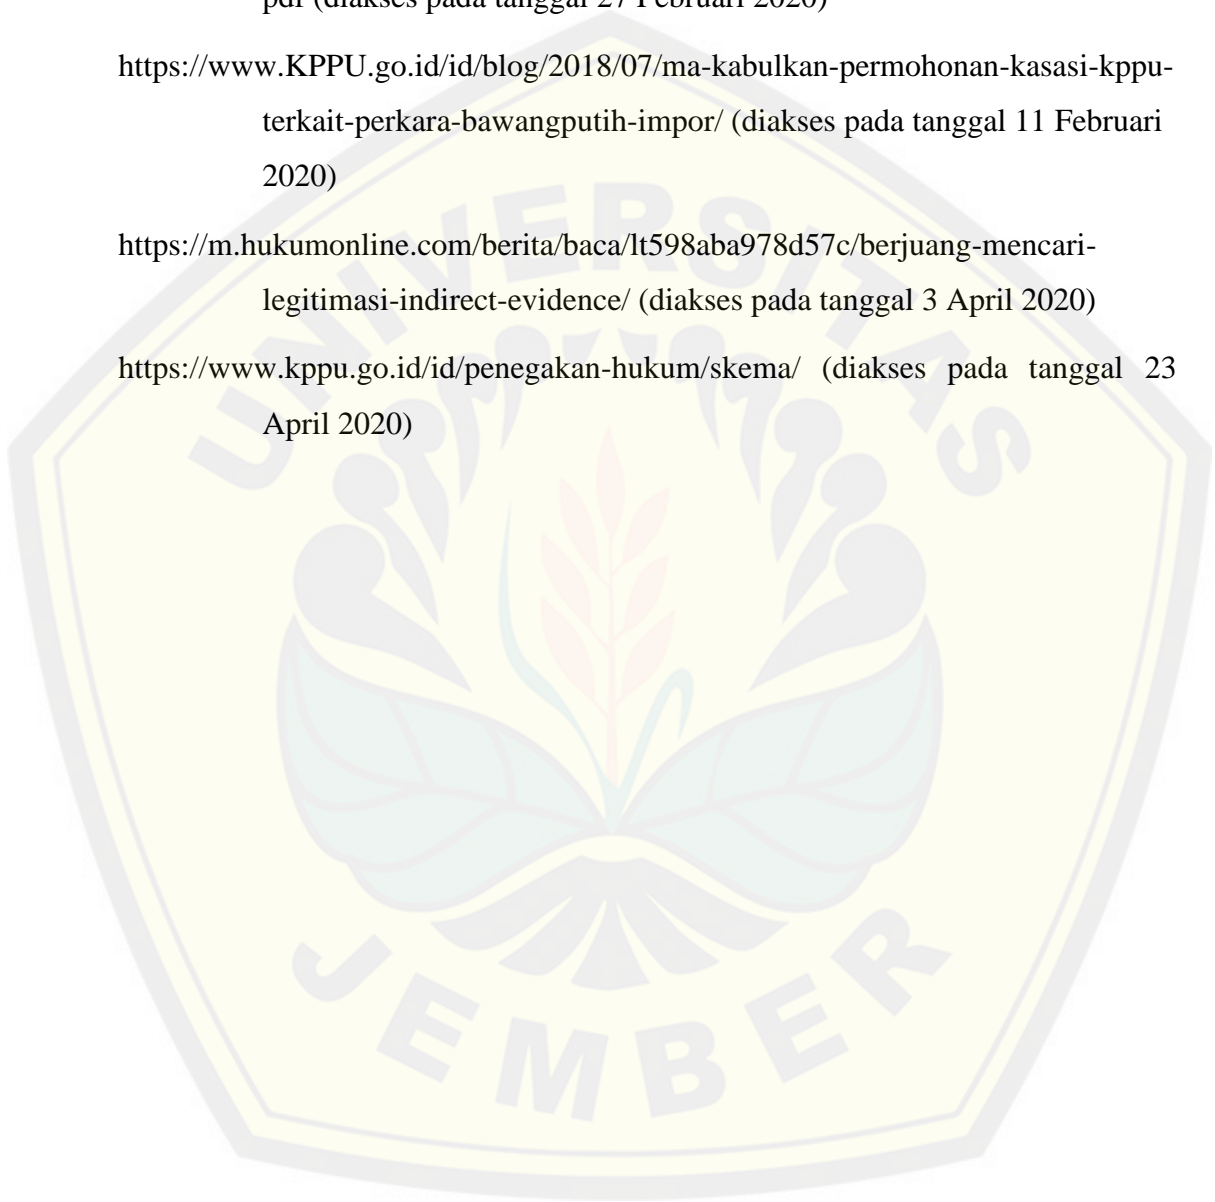 pdf (diakses pada tanggal 27 Februari 2020)
https://www.KPPU.go.id/id/blog/2018/07/ma-kabulkan-permohonan-kasasi-kppu-
terkait-perkara-bawangputih-impor/ (diakses pada tanggal 11 Februari
2020)
https://m.hukumonline.com/berita/baca/lt598aba978d57c/berjuang-mencari-
legitimasi-indirect-evidence/ (diakses pada tanggal 3 April 2020)
https://www.kppu.go.id/id/penegakan-hukum/skema/ (diakses pada tanggal 23
April 2020)
UNIVERSITAS
JEMBER